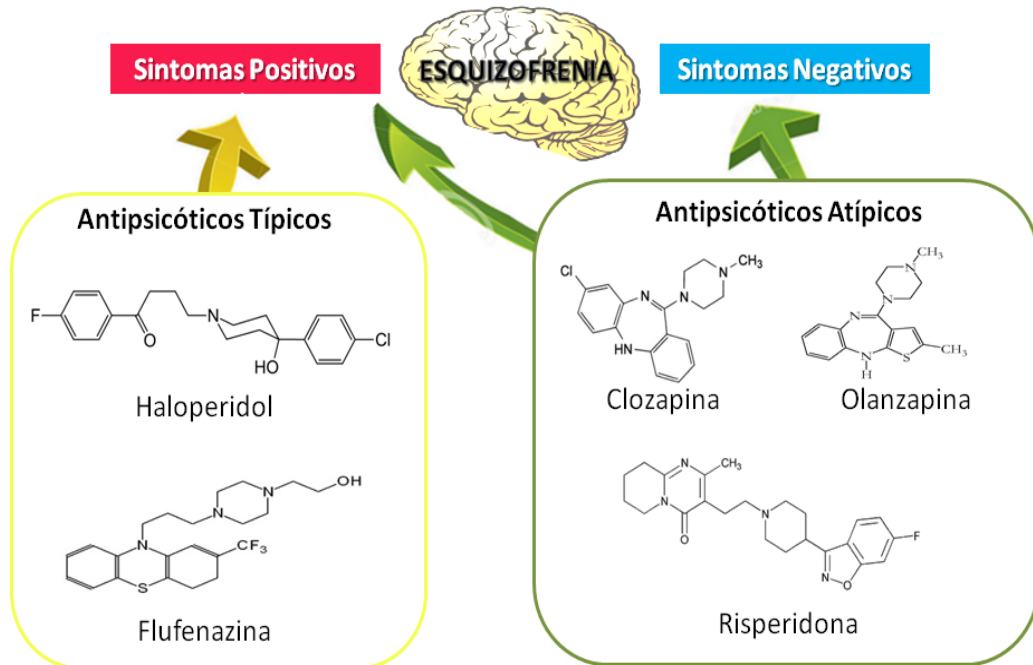 Sintomas Positivos
ESQUIZOFRENIA
Sintomas Negativos
Antipsicóticos Típicos
F
O
N
HO
Cl
Haloperidol
N
N
OH
N
S
CF3
Flufenazina
Antipsicóticos Atípicos
Cl
N
N
N
CH3
HN
Clozapina
CH3
N
N
N
N
H
S
CH3
Olanzapina
N
CH3
N
O
N
F
N
O
Risperidona